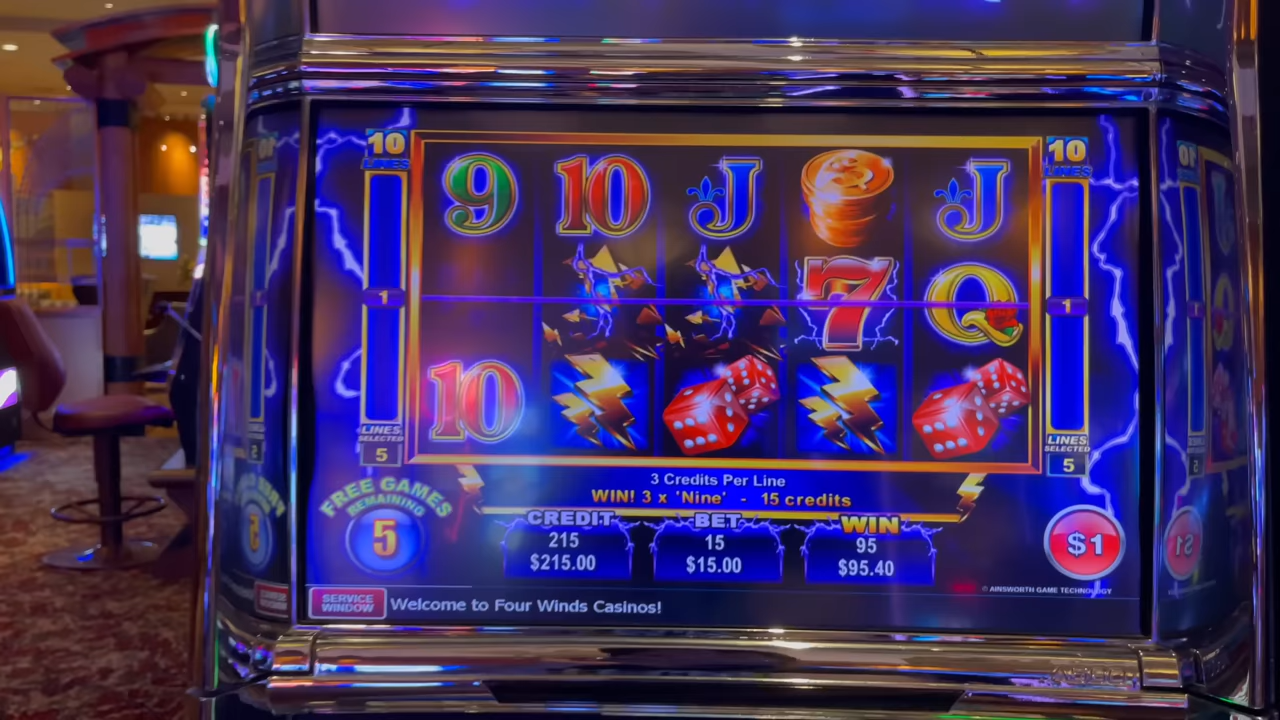 10 LINES
10 LINES
9 10 J J
1 7 Q 1
10
LINES SELECTED
5
LINES SELECTED
5
FREE GAMES
REMAINING
5
3 Credits Per Line
WIN! 3 x 'Nine' - 15 credits
CREDIT
215
$215.00
BET
15
$15.00
WIN
95
$95.40
$1
© AINSWORTH GAME TECHNOLOGY
SERVICE WINDOW
Welcome to Four Winds Casinos!